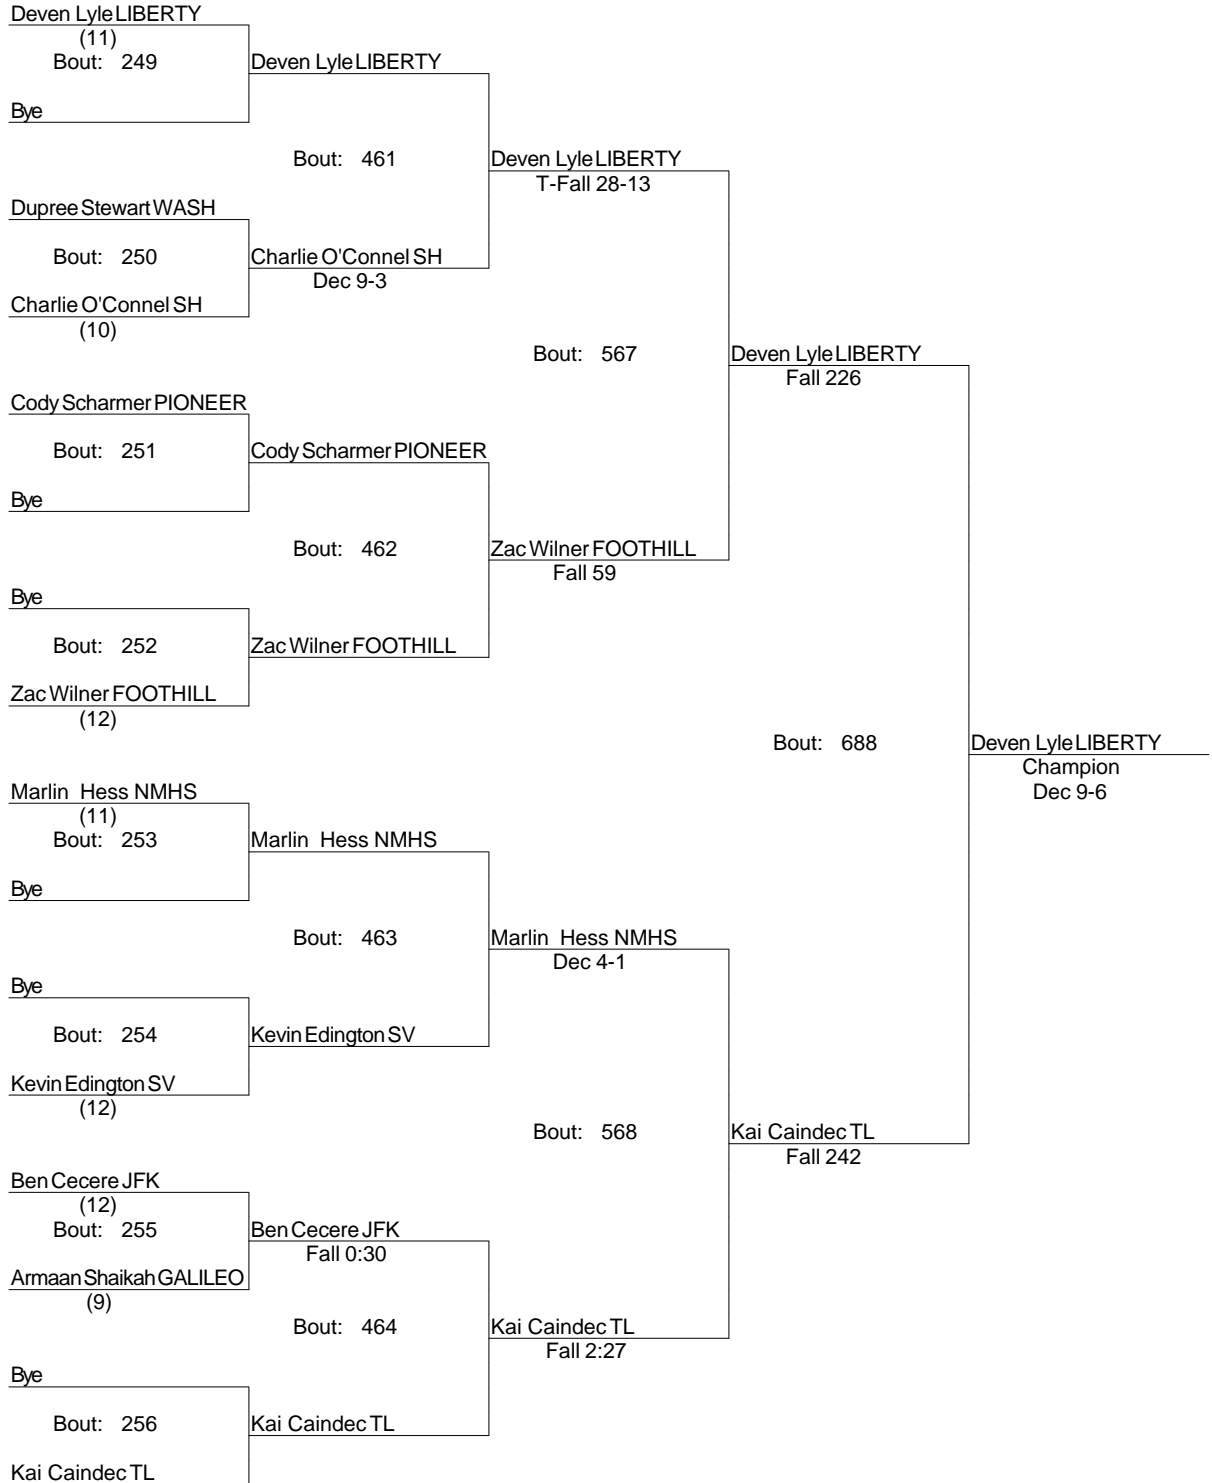 Deven Lyle LIBERTY
(11)
Bout: 249
Deven Lyle LIBERTY
Bye
Bout: 461
Deven Lyle LIBERTY
T-Fall 28-13
Dupree Stewart WASH
Bout: 250
Charlie O'Connel SH
Dec 9-3
Charlie O'Connel SH
(10)
Bout: 567
Deven Lyle LIBERTY
Fall 226
Cody Scharmer PIONEER
Bout: 251
Cody Scharmer PIONEER
Bye
Bout: 462
Zac Wilner FOOTHILL
Fall 59
Bye
Bout: 252
Zac Wilner FOOTHILL
Zac Wilner FOOTHILL
(12)
Bout: 688
Deven Lyle LIBERTY
Champion
Dec 9-6
Marlin Hess NMHS
(11)
Bout: 253
Marlin Hess NMHS
Bye
Bout: 463
Marlin Hess NMHS
Dec 4-1
Bye
Bout: 254
Kevin Edington SV
Kevin Edington SV
(12)
Bout: 568
Kai Caindec TL
Fall 242
Ben Cecere JFK
(12)
Bout: 255
Ben Cecere JFK
Fall 0:30
Armaan Shaikah GALILEO
(9)
Bout: 464
Kai Caindec TL
Fall 2:27
Bye
Bout: 256
Kai Caindec TL
Kai Caindec TL